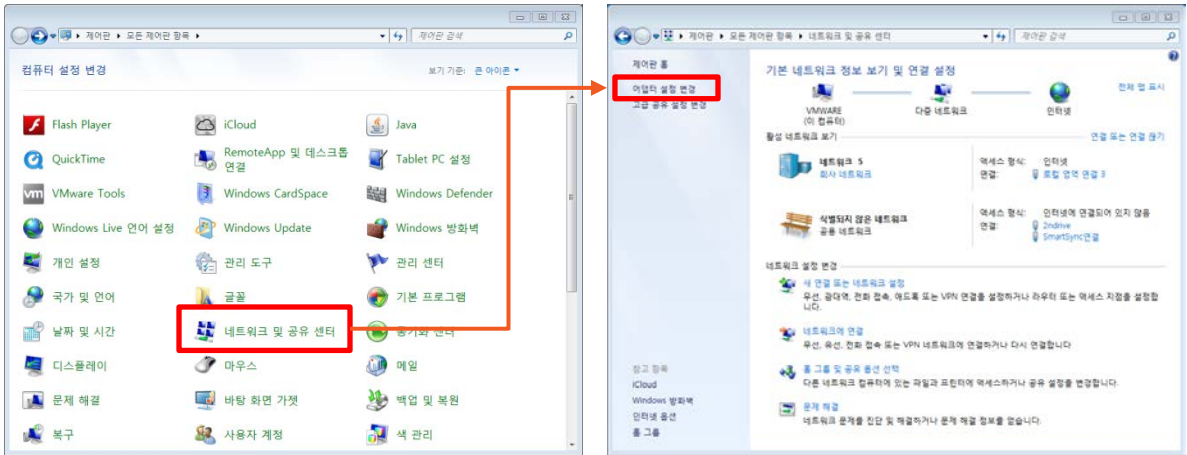 제어판 ▸ 모든 제어판 항목 ▸
제어판 검색
컴퓨터 설정 변경
보기 기준: 큰 아이콘
Flash Player
iCloud
Java
QuickTime
RemoteApp 및 데스크톱
연결
Tablet PC 설정
VMware Tools
Windows CardSpace
Windows Defender
Windows Live 언어 설정
Windows Update
Windows 방화벽
개인 설정
관리 도구
관리 센터
국가 및 언어
글꼴
기본 프로그램
날짜 및 시간
네트워크 및 공유 센터
동기화 센터
디스플레이
마우스
메일
문제 해결
바탕 화면 가젯
백업 및 복원
복구
사용자 계정
색 관리
제어판 ▸ 모든 제어판 항목 ▸ 네트워크 및 공유 센터
제어판 검색
제어판 홈
어댑터 설정 변경
고급 공유 설정 변경
기본 네트워크 정보 보기 및 연결 설정
전체 맵 표시
VMWARE
(이 컴퓨터)
다중 네트워크
인터넷
활성 네트워크 보기
연결 또는 연결 끊기
네트워크 5
회사 네트워크
액세스 형식: 인터넷
연결: 로컬 영역 연결 3
식별되지 않은 네트워크
공용 네트워크
액세스 형식: 인터넷에 연결되어 있지 않음
연결: 2ndrive
SmartSync연결
네트워크 설정 변경
새 연결 또는 네트워크 설정
무선, 광대역, 전화 접속, 애드혹 또는 VPN 연결을 설정하거나 라우터 또는 액세스 지점을 설정합
니다.
네트워크에 연결
무선, 유선, 전화 접속 또는 VPN 네트워크에 연결하거나 다시 연결합니다
홈 그룹 및 공유 옵션 선택
다른 네트워크 컴퓨터에 있는 파일과 프린터에 액세스하거나 공유 설정을 변경합니다.
문제 해결
네트워크 문제를 진단 및 해결하거나 문제 해결 정보를 얻습니다.
참고 항목
iCloud
Windows 방화벽
인터넷 옵션
홈 그룹